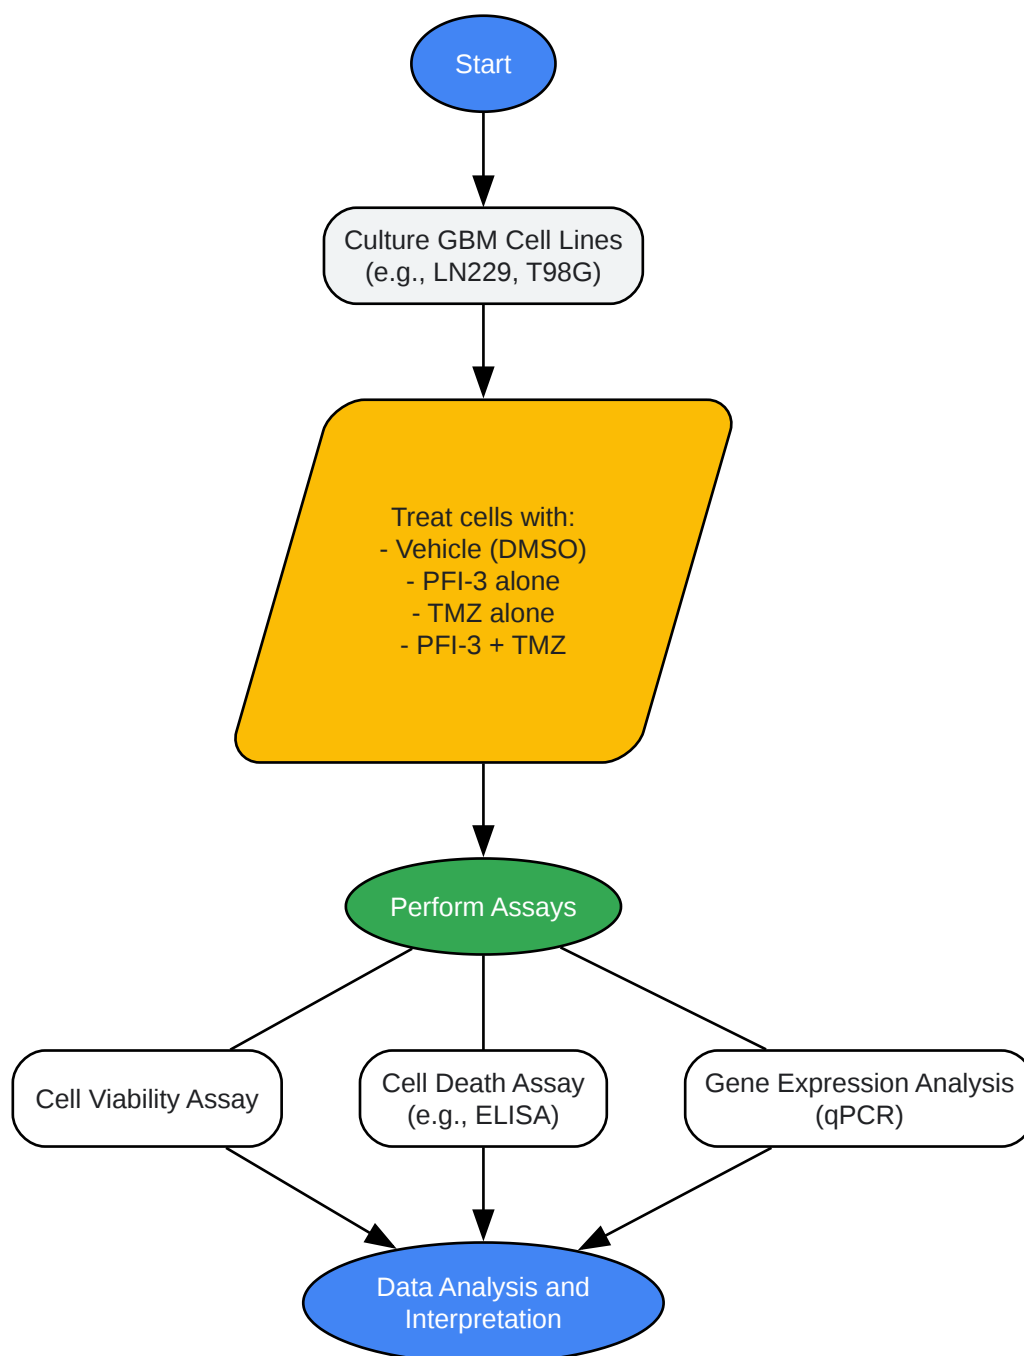 Start
Culture GBM Cell Lines
(e.g., LN229, T98G)
Treat cells with:
- Vehicle (DMSO)
- PFI-3 alone
- TMZ alone
- PFI-3 + TMZ
Perform Assays
Cell Viability Assay
Cell Death Assay
(e.g., ELISA)
Gene Expression Analysis
(qPCR)
Data Analysis and
Interpretation